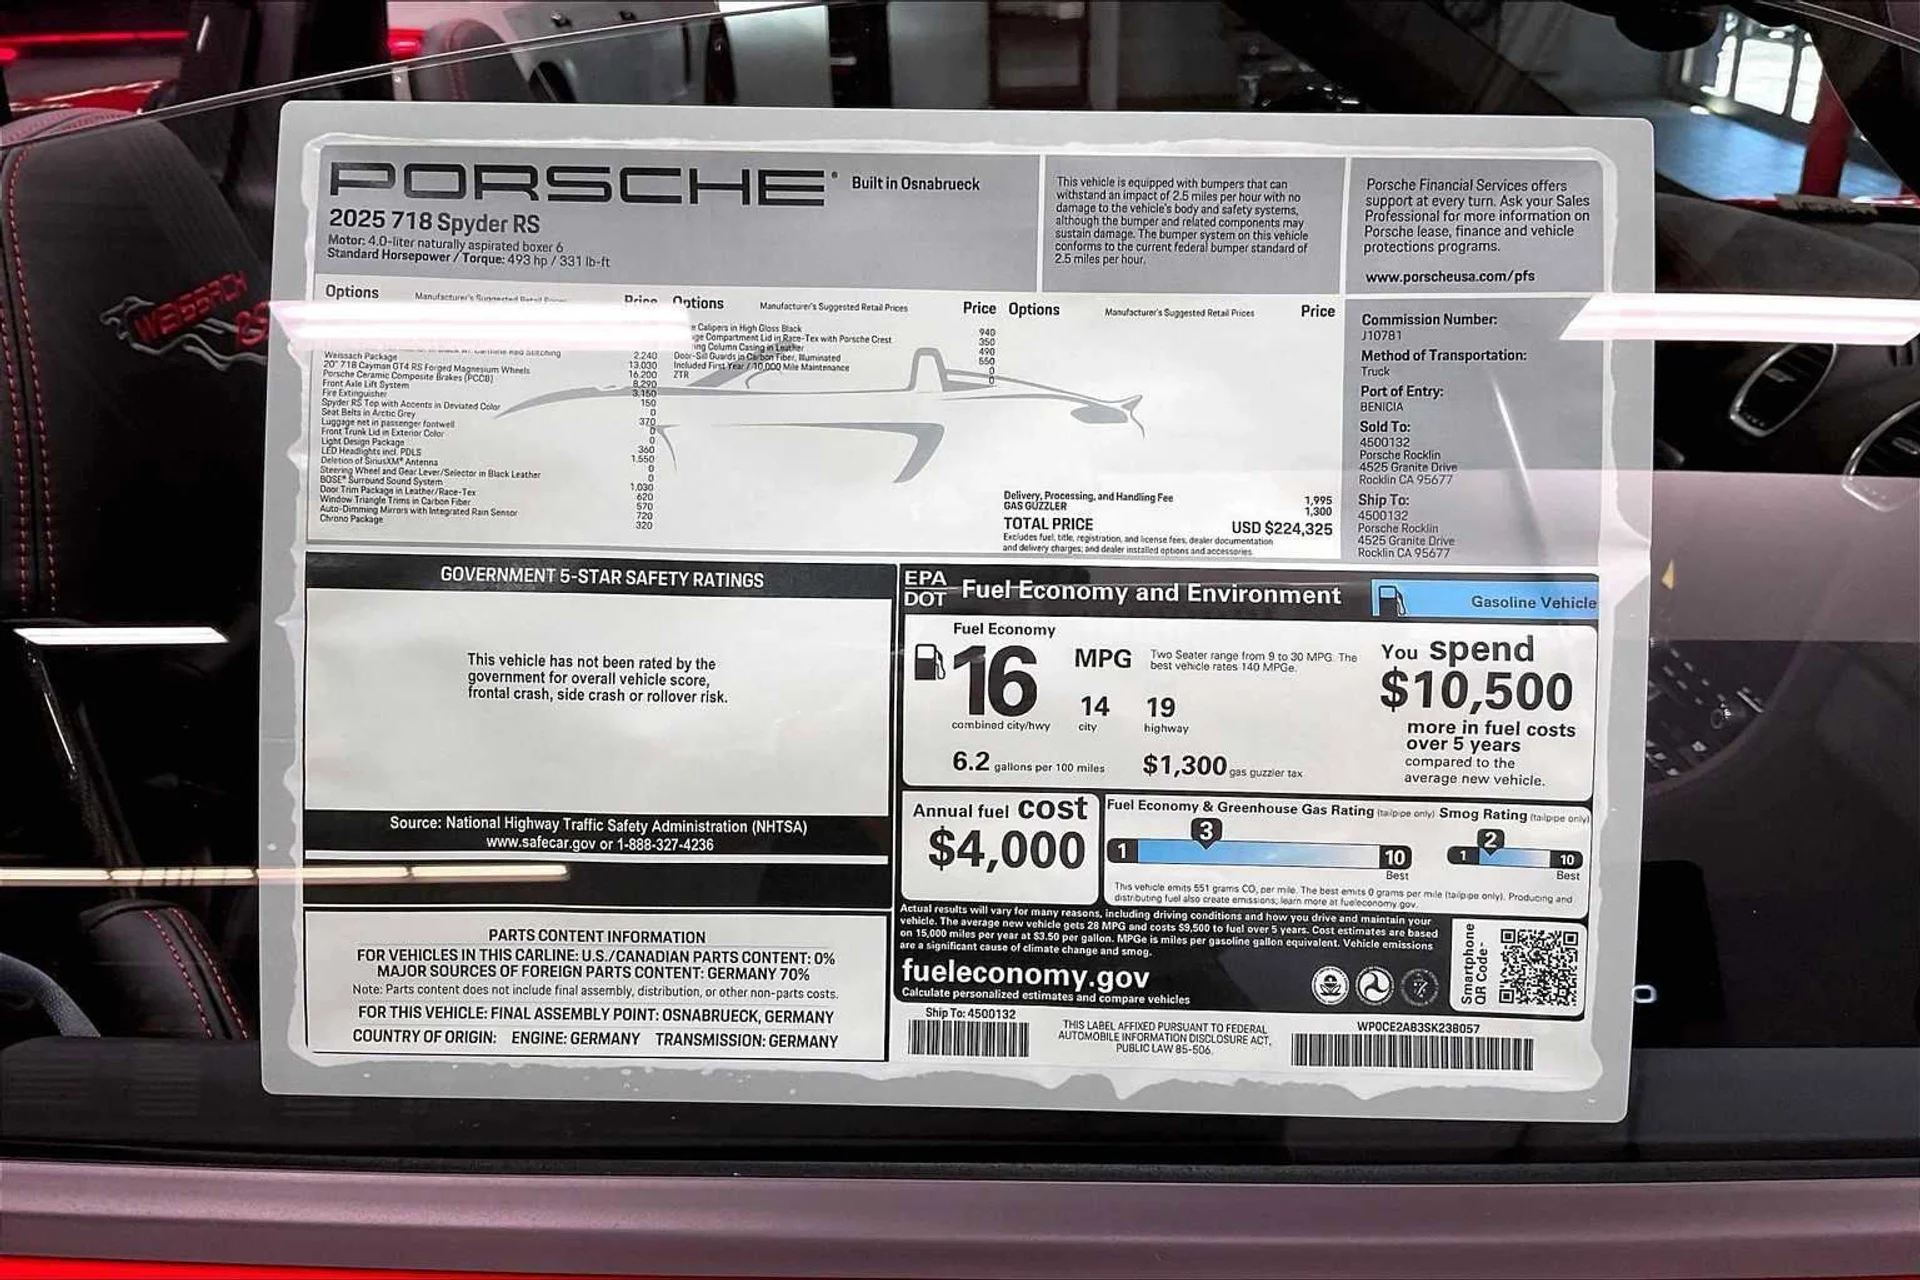 PORSCHE
Built in Osnabrueck
2025 718 Spyder RS
Motor: 4.0-liter naturally aspirated boxer 6
Standard Horsepower / Torque: 493 hp / 331 lb-ft
This vehicle is equipped with bumpers that can
withstand an impact of 2.5 miles per hour with no
damage to the vehicle's body and safety systems,
although the bumper and related components may
sustain damage. The bumper system on this vehicle
conforms to the current federal bumper standard of
2.5 miles per hour.
Porsche Financial Services offers
support at every turn. Ask your Sales
Professional for more information on
Porsche lease, finance and vehicle
protections programs.
www.porscheusa.com/pfs
Options Manufacturer's Suggested Retail Prices Price
Stitching 2,240
Weissach Package 13,030
20" 718 Cayman GT4 RS Forged Magnesium Wheels 16,200
Porsche Ceramic Composite Brakes (PCCB) 8,290
Front Axle Lift System 3,150
Fire Extinguisher 150
Spyder RS Top with Accents in Deviated Color 0
Seat Belts in Arctic Grey 370
Luggage net in passenger footwell 0
Front Trunk Lid in Exterior Color 0
Light Design Package 360
LED Headlights incl. PDLS 1,550
Deletion of SiriusXM® Antenna 0
Steering Wheel and Gear Lever/Selector in Black Leather 0
BOSE® Surround Sound System 1,030
Door Trim Package in Leather/Race-Tex 620
Window Triangle Trims in Carbon Fiber 570
Auto-Dimming Mirrors with Integrated Rain Sensor 720
Chrono Package 320
Options Manufacturer's Suggested Retail Prices Price
Calipers in High Gloss Black 940
Compartment Lid in Race-Tex with Porsche Crest 350
Column Casing in Leather 490
Door-Sill Guards in Carbon Fiber, Illuminated 550
Included First Year / 10,000 Mile Maintenance 0
ZTR 0
Options Manufacturer's Suggested Retail Prices Price
Delivery, Processing, and Handling Fee 1,995
GAS GUZZLER 1,300
TOTAL PRICE USD $224,325
Excludes fuel, title, registration, and license fees, dealer documentation
and delivery charges, and dealer installed options and accessories.
Commission Number:
J10781
Method of Transportation:
Truck
Port of Entry:
BENICIA
Sold To:
4500132
Porsche Rocklin
4525 Granite Drive
Rocklin CA 95677
Ship To:
4500132
Porsche Rocklin
4525 Granite Drive
Rocklin CA 95677
GOVERNMENT 5-STAR SAFETY RATINGS
This vehicle has not been rated by the
government for overall vehicle score,
frontal crash, side crash or rollover risk.
Source: National Highway Traffic Safety Administration (NHTSA)
www.safecar.gov or 1-888-327-4236
PARTS CONTENT INFORMATION
FOR VEHICLES IN THIS CARLINE: U.S./CANADIAN PARTS CONTENT: 0%
MAJOR SOURCES OF FOREIGN PARTS CONTENT: GERMANY 70%
Note: Parts content does not include final assembly, distribution, or other non-parts costs.
FOR THIS VEHICLE: FINAL ASSEMBLY POINT: OSNABRUECK, GERMANY
COUNTRY OF ORIGIN: ENGINE: GERMANY TRANSMISSION: GERMANY
EPA
DOT
Fuel Economy and Environment
Gasoline Vehicle
Fuel Economy
16 MPG
Two Seater range from 9 to 30 MPG. The
best vehicle rates 140 MPGe.
14 19
combined city/hwy city highway
6.2 gallons per 100 miles $1,300 gas guzzler tax
You spend
$10,500
more in fuel costs
over 5 years
compared to the
average new vehicle.
Annual fuel cost
$4,000
Fuel Economy & Greenhouse Gas Rating (tailpipe only) Smog Rating (tailpipe only)
3 2
1 10 1 10
Best Best
This vehicle emits 551 grams CO₂ per mile. The best emits 0 grams per mile (tailpipe only). Producing and
distributing fuel also create emissions; learn more at fueleconomy.gov.
Actual results will vary for many reasons, including driving conditions and how you drive and maintain your
vehicle. The average new vehicle gets 28 MPG and costs $9,500 to fuel over 5 years. Cost estimates are based
on 15,000 miles per year at $3.50 per gallon. MPGe is miles per gasoline gallon equivalent. Vehicle emissions
are a significant cause of climate change and smog.
fueleconomy.gov
Calculate personalized estimates and compare vehicles
Smartphone
QR Code
Ship To: 4500132
THIS LABEL AFFIXED PURSUANT TO FEDERAL
AUTOMOBILE INFORMATION DISCLOSURE ACT,
PUBLIC LAW 85-506.
WP0CE2A83SK238057
WEISSACH